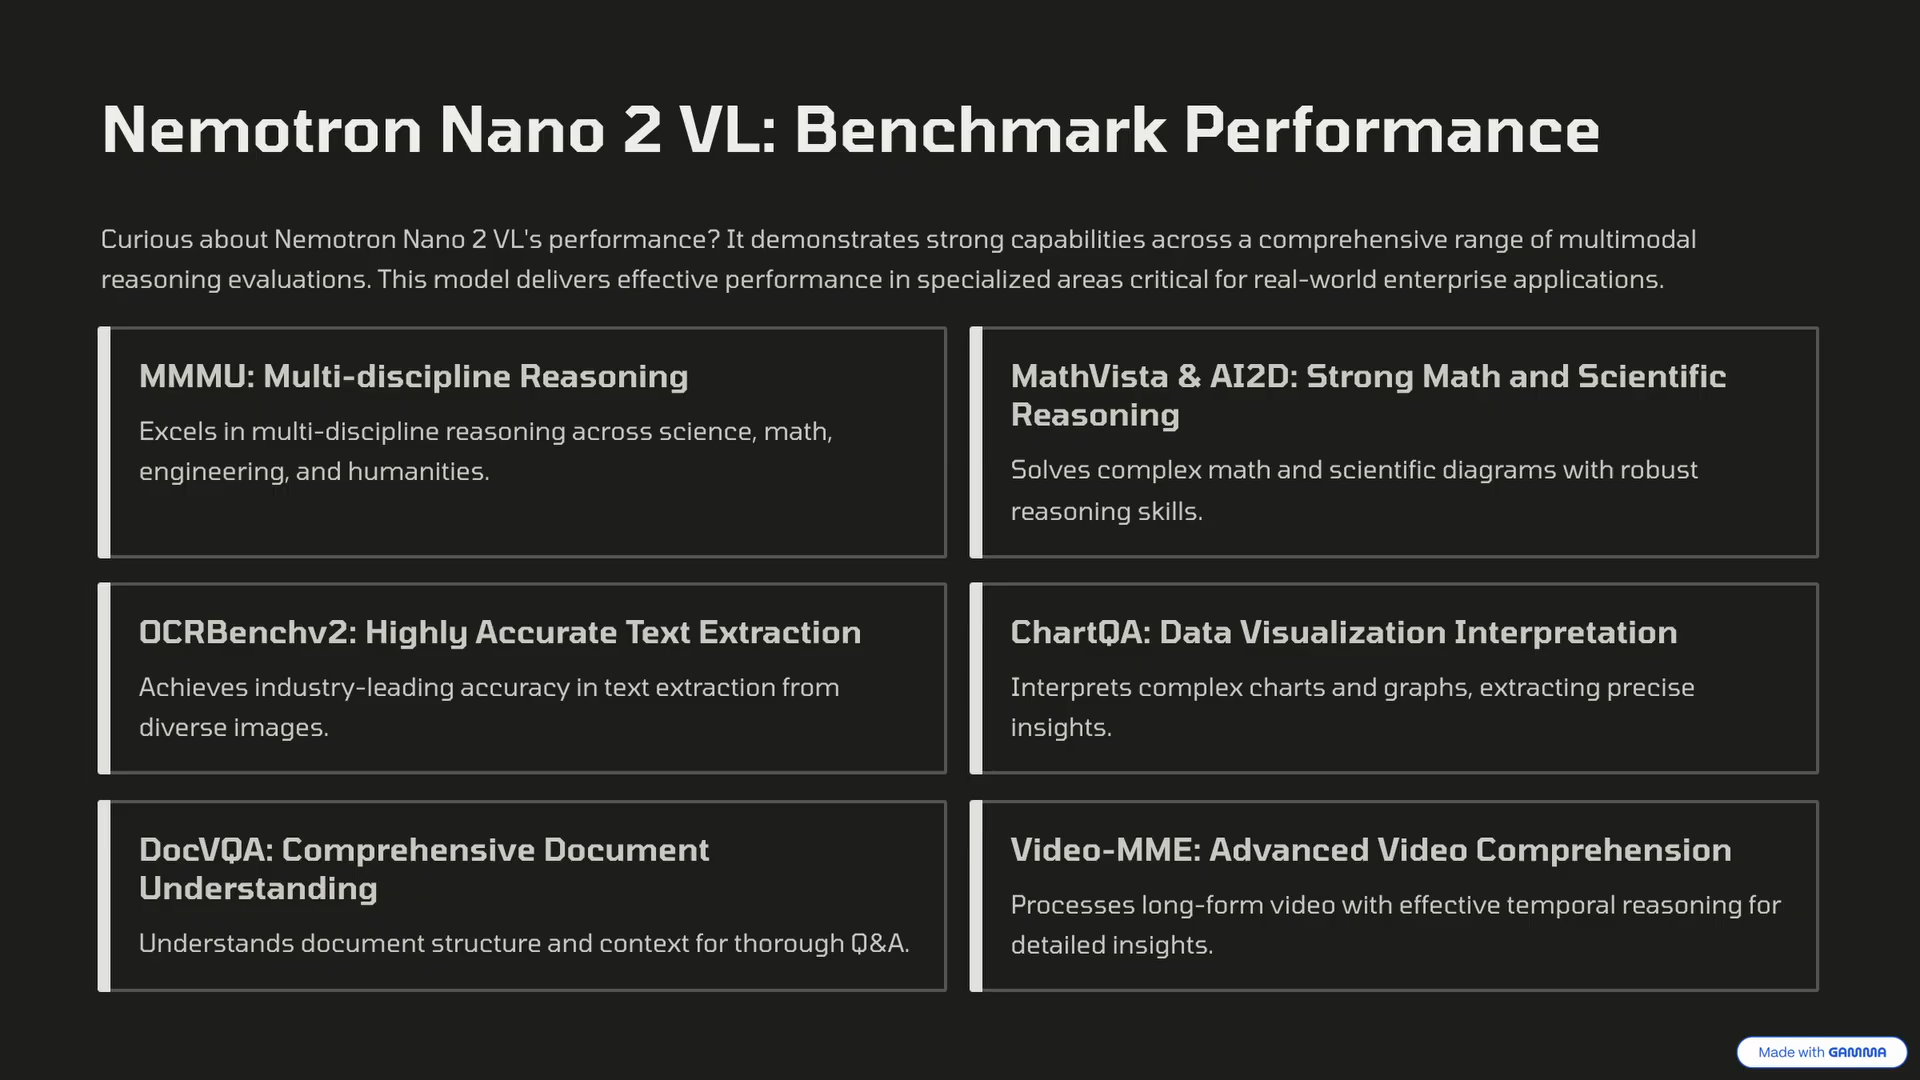 Nemotron Nano 2 VL: Benchmark Performance
Curious about Nemotron Nano 2 VL's performance? It demonstrates strong capabilities across a comprehensive range of multimodal
reasoning evaluations. This model delivers effective performance in specialized areas critical for real-world enterprise applications.
MMMU: Multi-discipline Reasoning
Excels in multi-discipline reasoning across science, math,
engineering, and humanities.
MathVista & AI2D: Strong Math and Scientific
Reasoning
Solves complex math and scientific diagrams with robust
reasoning skills.
OCRBenchv2: Highly Accurate Text Extraction
Achieves industry-leading accuracy in text extraction from
diverse images.
ChartQA: Data Visualization Interpretation
Interprets complex charts and graphs, extracting precise
insights.
DocVQA: Comprehensive Document
Understanding
Understands document structure and context for thorough Q&A.
Video-MME: Advanced Video Comprehension
Processes long-form video with effective temporal reasoning for
detailed insights.
Made with GAMMA